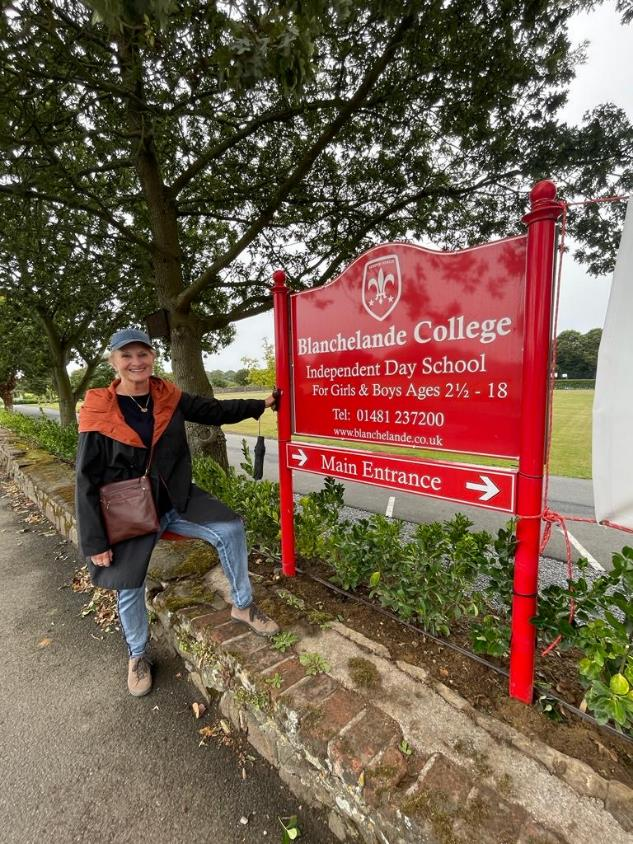 Blanchelande College
Independent Day School
For Girls & Boys Ages 2½ - 18
Tel: 01481 237200
www.blanchelande.co.uk
Main Entrance